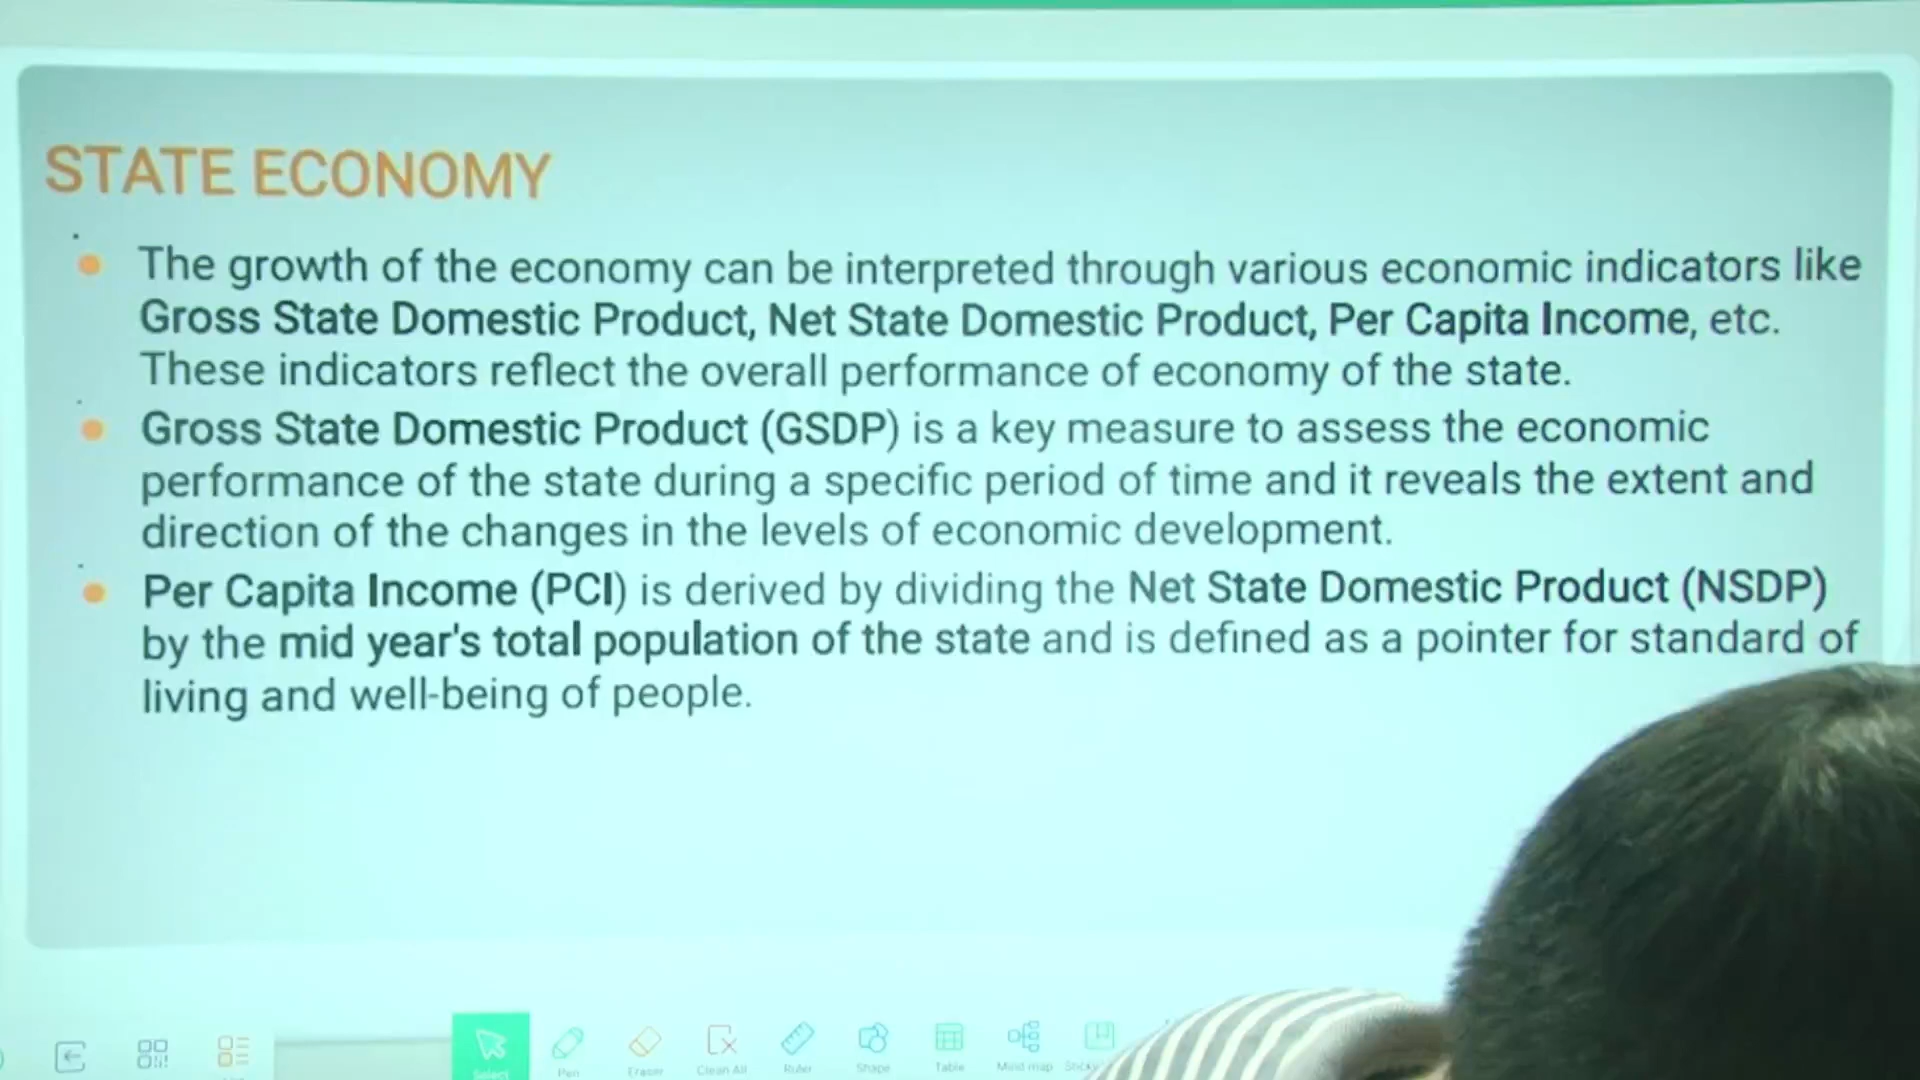 STATE ECONOMY
The growth of the economy can be interpreted through various economic indicators like
Gross State Domestic Product, Net State Domestic Product, Per Capita Income, etc.
These indicators reflect the overall performance of economy of the state.
Gross State Domestic Product (GSDP) is a key measure to assess the economic
performance of the state during a specific period of time and it reveals the extent and
direction of the changes in the levels of economic development.
Per Capita Income (PCI) is derived by dividing the Net State Domestic Product (NSDP)
by the mid year's total population of the state and is defined as a pointer for standard of
living and well-being of people.
Select Pen Eraser Clean All Ruler Shape Table Mind map Sticky